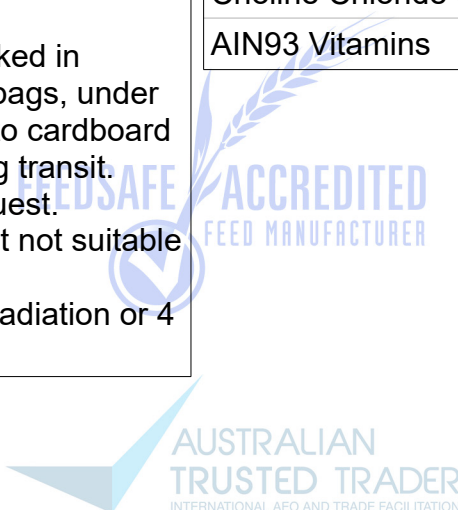 Choline Chloride
AIN93 Vitamins
ked in
bags, under
to cardboard
g transit.
uest.
t not suitable
adiation or 4
FEEDSAFE ACCREDITED
FEED MANUFACTURER
AUSTRALIAN
TRUSTED TRADER
INTERNATIONAL AEO AND TRADE FACILITATION